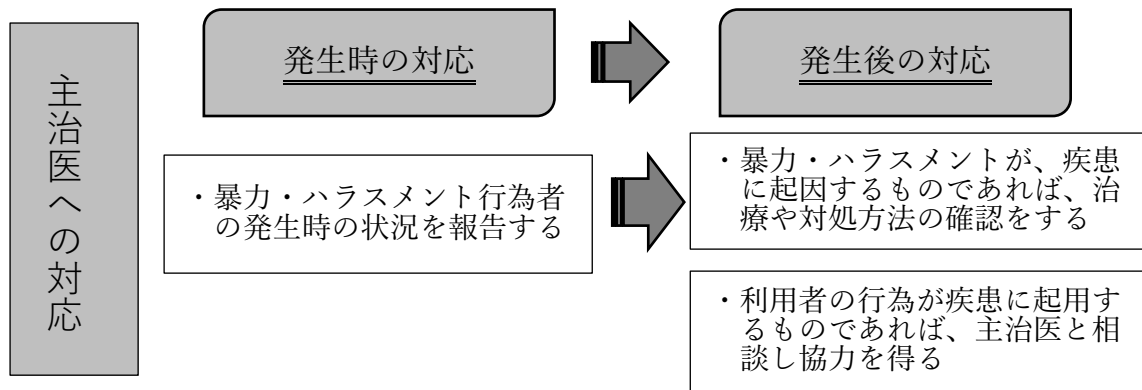 主治医への対応
発生時の対応
発生後の対応
・暴力・ハラスメント行為者
の発生時の状況を報告する
・暴力・ハラスメントが、疾患
に起因するものであれば、治
療や対処方法の確認をする
・利用者の行為が疾患に起用す
るものであれば、主治医と相
談し協力を得る